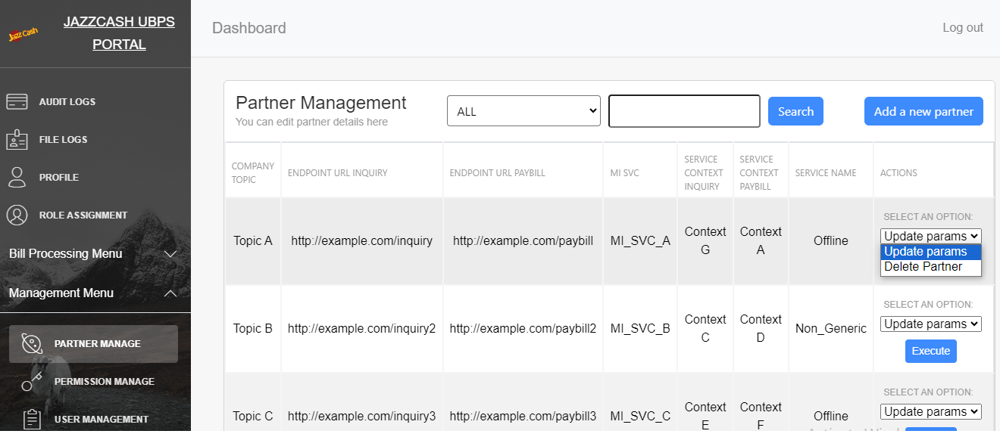 Jazz Cash
JAZZCASH UBPS
PORTAL
Dashboard
Log out
AUDIT LOGS
FILE LOGS
PROFILE
ROLE ASSIGNMENT
Bill Processing Menu
Management Menu
PARTNER MANAGE
PERMISSION MANAGE
USER MANAGEMENT
Partner Management
You can edit partner details here
ALL
Search
Add a new partner
COMPANY
TOPIC
ENDPOINT URL INQUIRY
ENDPOINT URL PAYBILL
MI SVC
SERVICE
CONTEXT
INQUIRY
SERVICE
CONTEXT
PAYBILL
SERVICE NAME
ACTIONS
Topic A
http://example.com/inquiry
http://example.com/paybill
MI_SVC_A
Context
G
Context
A
Offline
SELECT AN OPTION:
Update params
Update params
Delete Partner
Topic B
http://example.com/inquiry2
http://example.com/paybill2
MI_SVC_B
Context
C
Context
D
Non_Generic
SELECT AN OPTION:
Update params
Execute
Topic C
http://example.com/inquiry3
http://example.com/paybill3
MI_SVC_C
Context
E
Context
F
Offline
SELECT AN OPTION:
Update params